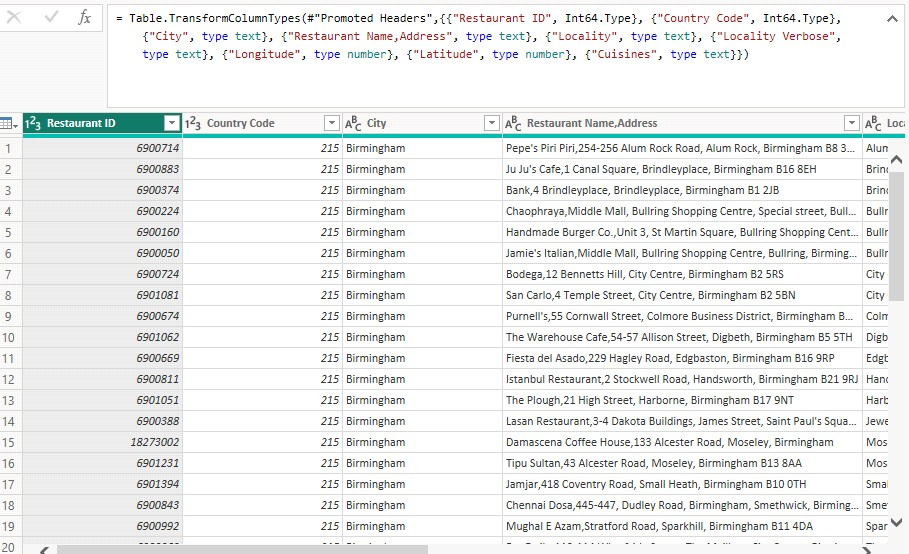 fx = Table.TransformColumnTypes(#"Promoted Headers",{{"Restaurant ID", Int64.Type}, {"Country Code", Int64.Type},
{"City", type text}, {"Restaurant Name,Address", type text}, {"Locality", type text}, {"Locality Verbose",
type text}, {"Longitude", type number}, {"Latitude", type number}, {"Cuisines", type text}})
123 Restaurant ID 123 Country Code ABC City ABC Restaurant Name,Address ABC Loc
1 6900714 215 Birmingham Pepe's Piri Piri,254-256 Alum Rock Road, Alum Rock, Birmingham B8 3... Alum
2 6900883 215 Birmingham Ju Ju's Cafe,1 Canal Square, Brindleyplace, Birmingham B16 8EH Brin
3 6900374 215 Birmingham Bank,4 Brindleyplace, Brindleyplace, Birmingham B1 2JB Brin
4 6900224 215 Birmingham Chaophraya,Middle Mall, Bullring Shopping Centre, Special street, Bull... Bullr
5 6900160 215 Birmingham Handmade Burger Co.,Unit 3, St Martin Square, Bullring Shopping Cent... Bullr
6 6900050 215 Birmingham Jamie's Italian,Middle Mall, Bullring Shopping Centre, Bullring, Birming... Bullr
7 6900724 215 Birmingham Bodega,12 Bennetts Hill, City Centre, Birmingham B2 5RS City
8 6901081 215 Birmingham San Carlo,4 Temple Street, City Centre, Birmingham B2 5BN City
9 6900674 215 Birmingham Purnell's,55 Cornwall Street, Colmore Business District, Birmingham B... Colm
10 6901062 215 Birmingham The Warehouse Cafe,54-57 Allison Street, Digbeth, Birmingham B5 5TH Digb
11 6900669 215 Birmingham Fiesta del Asado,229 Hagley Road, Edgbaston, Birmingham B16 9RP Edgb
12 6900811 215 Birmingham Istanbul Restaurant,2 Stockwell Road, Handsworth, Birmingham B21 9RJ Hand
13 6901051 215 Birmingham The Plough,21 High Street, Harborne, Birmingham B17 9NT Harb
14 6900388 215 Birmingham Lasan Restaurant,3-4 Dakota Buildings, James Street, Saint Paul's Squa... Jewe
15 18273002 215 Birmingham Damascena Coffee House,133 Alcester Road, Moseley, Birmingham Mos
16 6901231 215 Birmingham Tipu Sultan,43 Alcester Road, Moseley, Birmingham B13 8AA Mos
17 6901394 215 Birmingham Jamjar,418 Coventry Road, Small Heath, Birmingham B10 0TH Smal
18 6900843 215 Birmingham Chennai Dosa,445-447, Dudley Road, Birmingham, Smethwick, Birming... Sme
19 6900992 215 Birmingham Mughal E Azam,Stratford Road, Sparkhill, Birmingham B11 4DA Spar
20